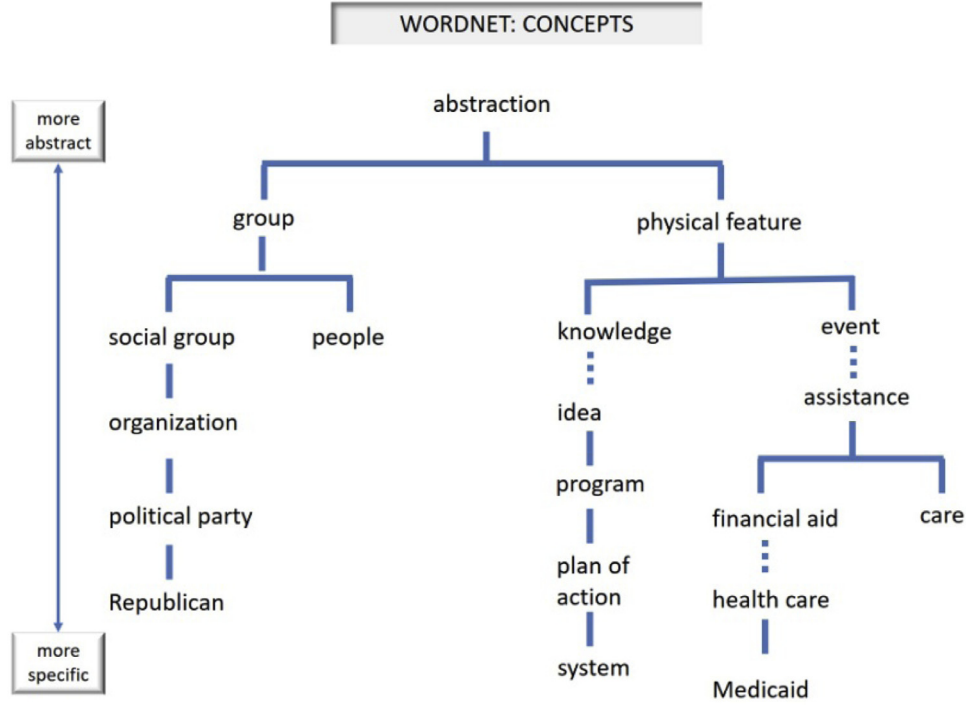 WORDNET: CONCEPTS
more
abstract
abstraction
group
physical feature
social group
people
knowledge
event
organization
idea
assistance
political party
program
financial aid
care
Republican
plan of
action
health care
more
specific
system
Medicaid